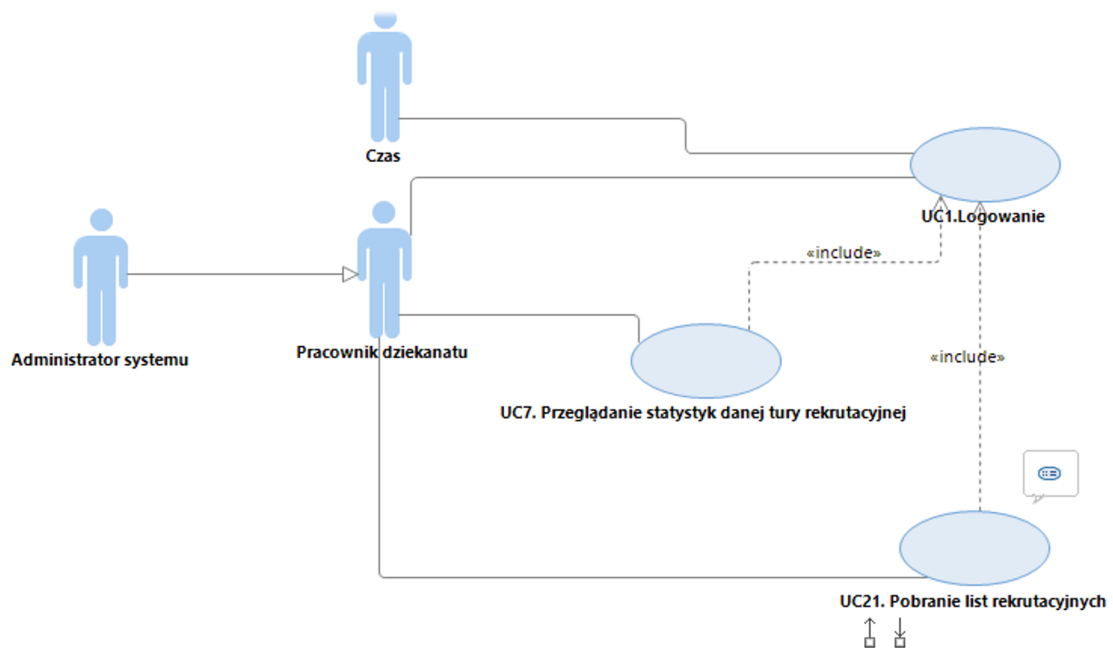 Czas
UC1.Logowanie
«include»
Administrator systemu
Pracownik dziekanatu
«include»
UC7. Przeglądanie statystyk danej tury rekrutacyjnej
UC21. Pobranie list rekrutacyjnych